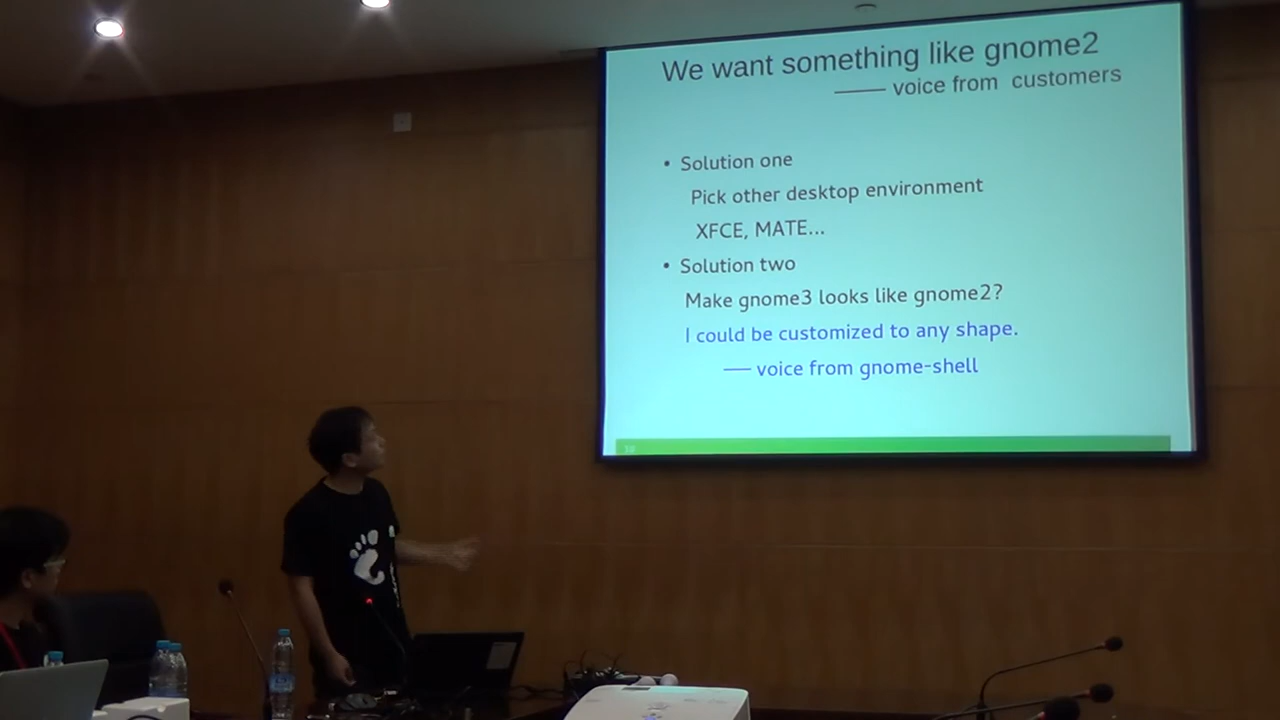 We want something like gnome2
—— voice from customers
• Solution one
Pick other desktop environment
XFCE, MATE...
• Solution two
Make gnome3 looks like gnome2?
I could be customized to any shape.
— voice from gnome-shell